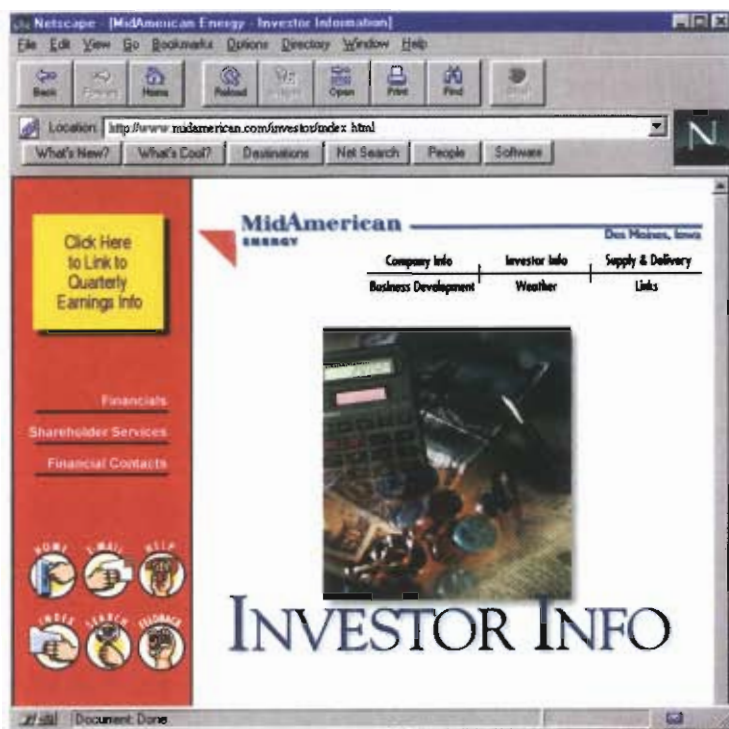 Netscape - [MidAmerican Energy - Investor Information]
File Edit View Go Bookmarks Options Directory Window Help
Back Forward Home Reload Open Print Find
Location: http://www.midamerican.com/investor/index.html
What's New? What's Cool? Destinations Net Search People Software
N
Click Here
to Link to
Quarterly
Earnings Info
Financials
Shareholder Services
Financial Contacts
HOME E-MAIL HELP
INDEX SEARCH FEEDBACK
MidAmerican
ENERGY
Des Moines, Iowa
Company Info Investor Info Supply & Delivery
Business Development Weather Links
INVESTOR INFO
Document: Done